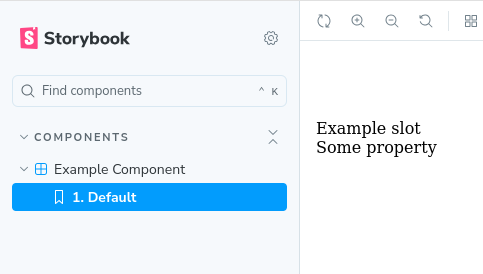 Storybook
Find components
^ K
COMPONENTS
Example Component
1. Default
Example slot
Some property